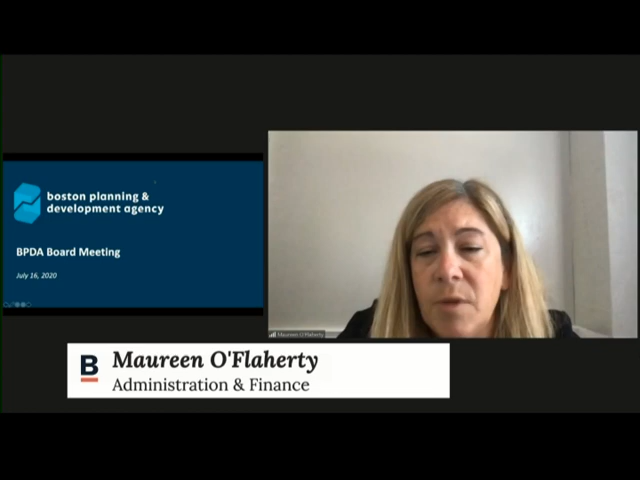 boston planning &
development agency
BPDA Board Meeting
July 16, 2020
Maureen O'Flaherty
B
Maureen O'Flaherty
Administration & Finance